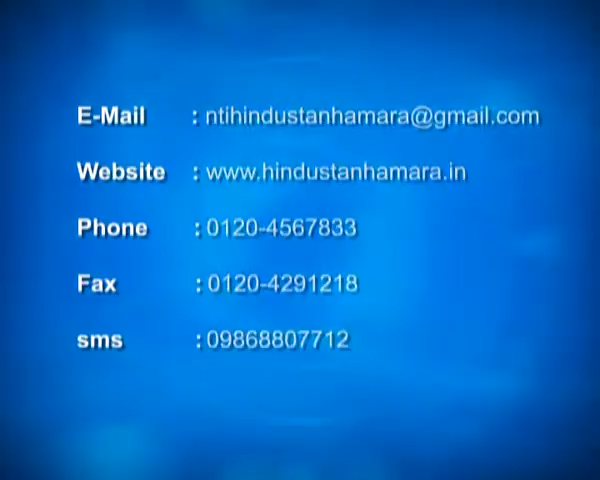 E-Mail : ntihindustanhamara@gmail.com
Website : www.hindustanhamara.in
Phone : 0120-4567833
Fax : 0120-4291218
sms : 09868807712